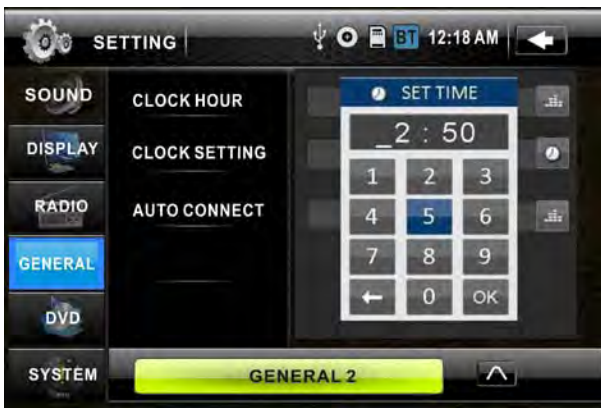 SETTING
BT 12:18 AM
SOUND
DISPLAY
RADIO
GENERAL
DVD
SYSTEM
CLOCK HOUR
CLOCK SETTING
AUTO CONNECT
SET TIME
_2 : 50
1 2 3
4 5 6
7 8 9
← 0 OK
GENERAL 2